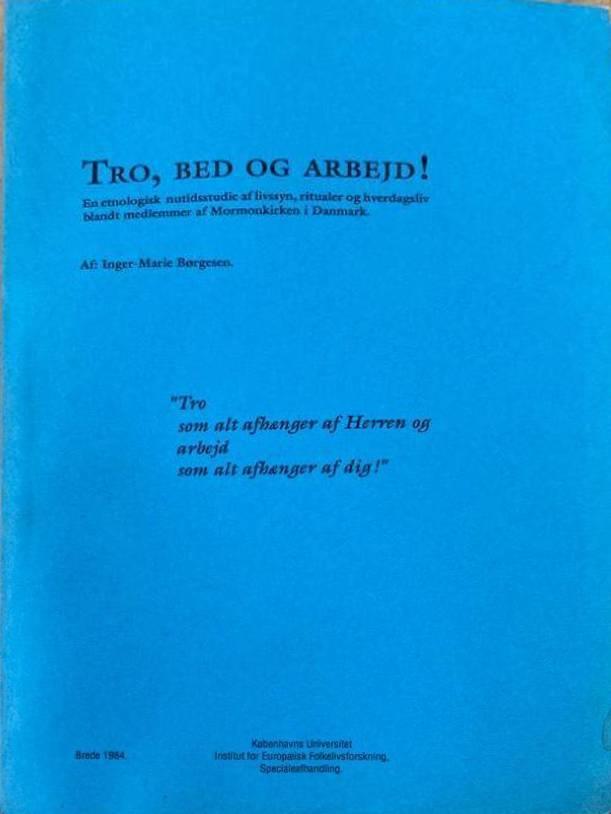 TRO, BED OG ARBEJD!
En etnologisk nutidsstudie af livssyn, ritualer og hverdagsliv
blandt medlemmer af Mormonkirken i Danmark.
Af: Inger-Marie Børgesen.
"Tro
som alt afhænger af Herren og
arbejd
som alt afhænger af dig!"
Københavns Universitet
Brede 1984. Institut for Europæisk Folkelivsforskning,
Specialeafhandling.